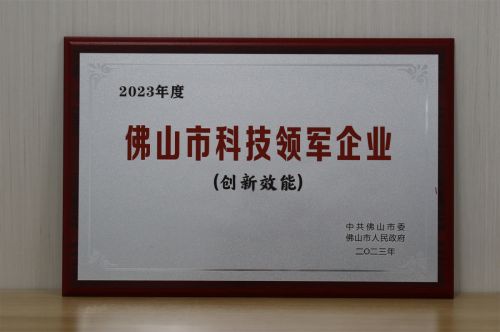 2023年度
佛山市科技领军企业
(创新效能)
中共佛山市委
佛山市人民政府
二〇二三年